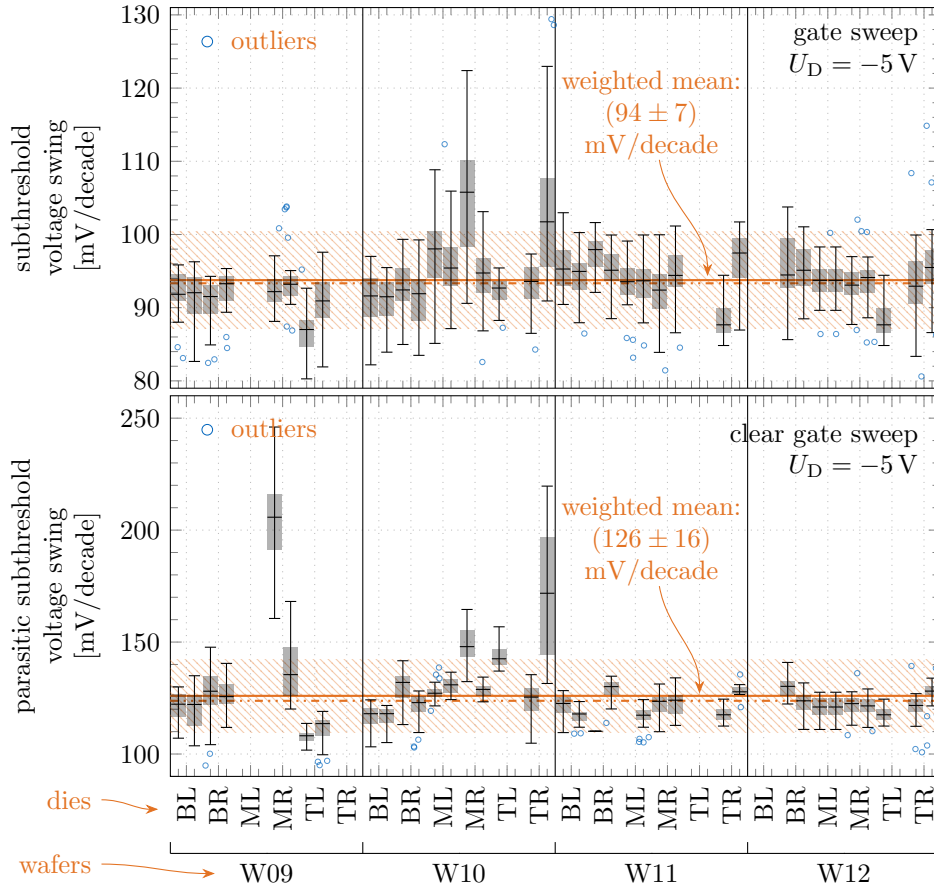 130
120
110
100
90
80
subthreshold
voltage swing
[mV/decade]
outliers
gate sweep
U_D = −5 V
weighted mean:
(94 ± 7)
mV/decade
250
200
150
100
parasitic subthreshold
voltage swing
[mV/decade]
outliers
clear gate sweep
U_D = −5 V
weighted mean:
(126 ± 16)
mV/decade
dies
BL BR ML MR TL TR BL BR ML MR TL TR BL BR ML MR TL TR BL BR ML MR TL TR
wafers
W09 W10 W11 W12